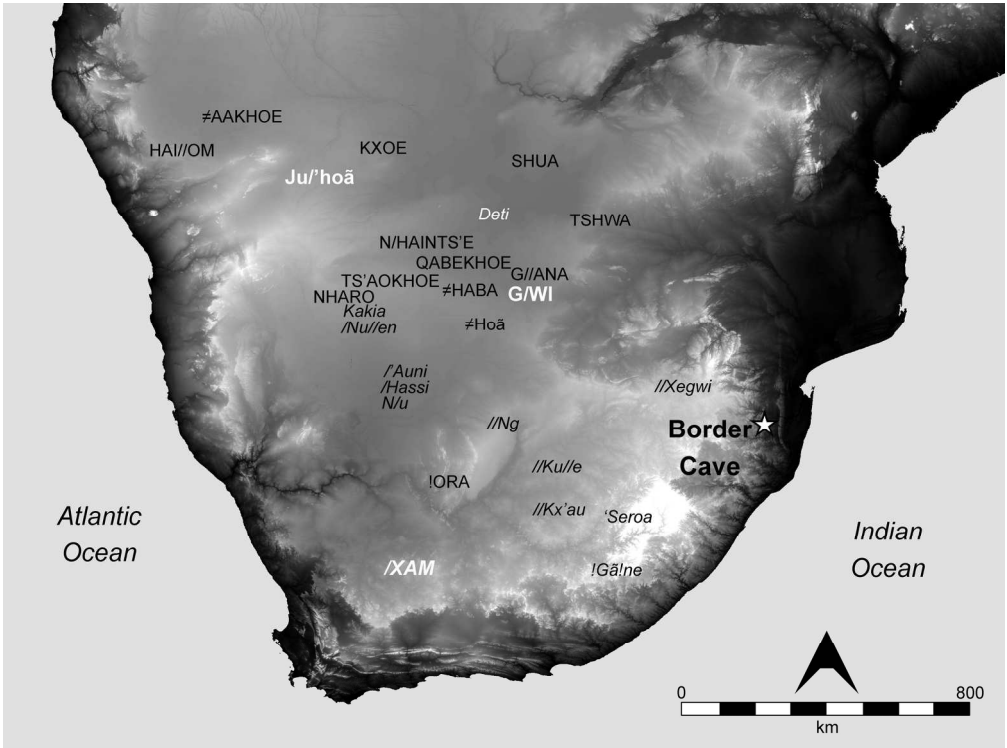 ≠AAKHOE
HAI//OM
KXOE
SHUA
Ju/’hoã
Deti
TSHWA
N/HAINTS’E
QABEKHOE
G//ANA
TS’AOKHOE
≠HABA
G/WI
NHARO
Kakia
/Nu//en
≠Hoã
/’Auni
/Hassi
N/u
//Xegwi
//Ng
Border
Cave
//Ku//e
!ORA
//Kx’au
‘Seroa
Atlantic
Ocean
Indian
Ocean
/XAM
!Gã!ne
0 800
km